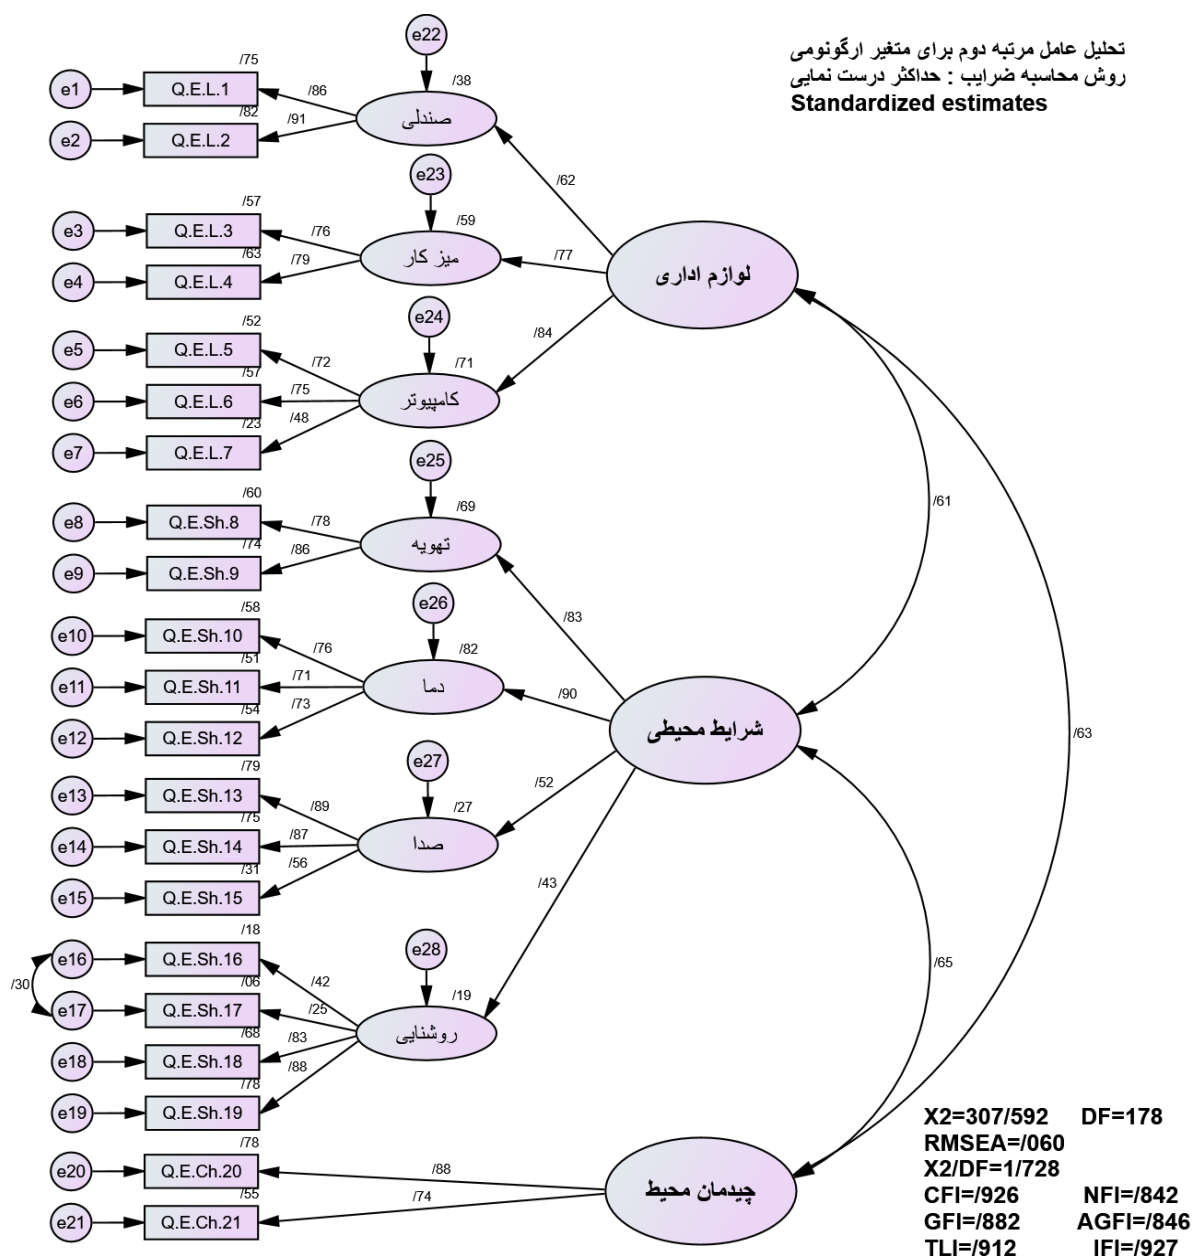 تحلیل عامل مرتبه دوم برای متغیر ارگونومی
روش محاسبه ضرایب : حداکثر درست نمایی
Standardized estimates
e22
/75
/38
e1
Q.E.L.1
/86
صندلی
/82
/91
e2
Q.E.L.2
/62
e23
/57
/59
e3
Q.E.L.3
/76
میز کار
/77
/63
/79
e4
Q.E.L.4
لوازم اداری
e24
/52
/84
/71
e5
Q.E.L.5
/72
/57
/75
کامپیوتر
e6
Q.E.L.6
/23
/48
e7
Q.E.L.7
e25
/60
/69
/61
e8
Q.E.Sh.8
/78
تهویه
/74
/86
e9
Q.E.Sh.9
e26
/58
/83
e10
Q.E.Sh.10
/76
/82
/51
/71
دما
/90
e11
Q.E.Sh.11
/54
/73
شرایط محیطی
e12
Q.E.Sh.12
/63
e27
/79
/52
e13
Q.E.Sh.13
/89
/27
/75
/87
صدا
e14
Q.E.Sh.14
/31
/56
e15
Q.E.Sh.15
/43
/18
e28
e16
Q.E.Sh.16
/65
/30
/42
/06
/19
e17
Q.E.Sh.17
/25
/68
/83
روشنایی
e18
Q.E.Sh.18
/78
/88
e19
Q.E.Sh.19
/78
e20
Q.E.Ch.20
/88
چیدمان محیط
/55
/74
e21
Q.E.Ch.21
X2=307/592 DF=178
RMSEA=/060
X2/DF=1/728
CFI=/926 NFI=/842
GFI=/882 AGFI=/846
TLI=/912 IFI=/927